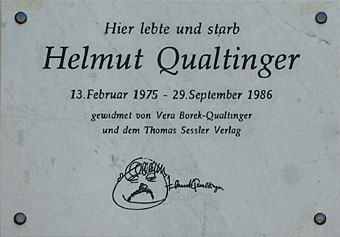 Hier lebte und starb
Helmut Qualtinger
13.Februar 1975 - 29.September 1986
gewidmet von Vera Borek-Qualtinger
und dem Thomas Sessler Verlag